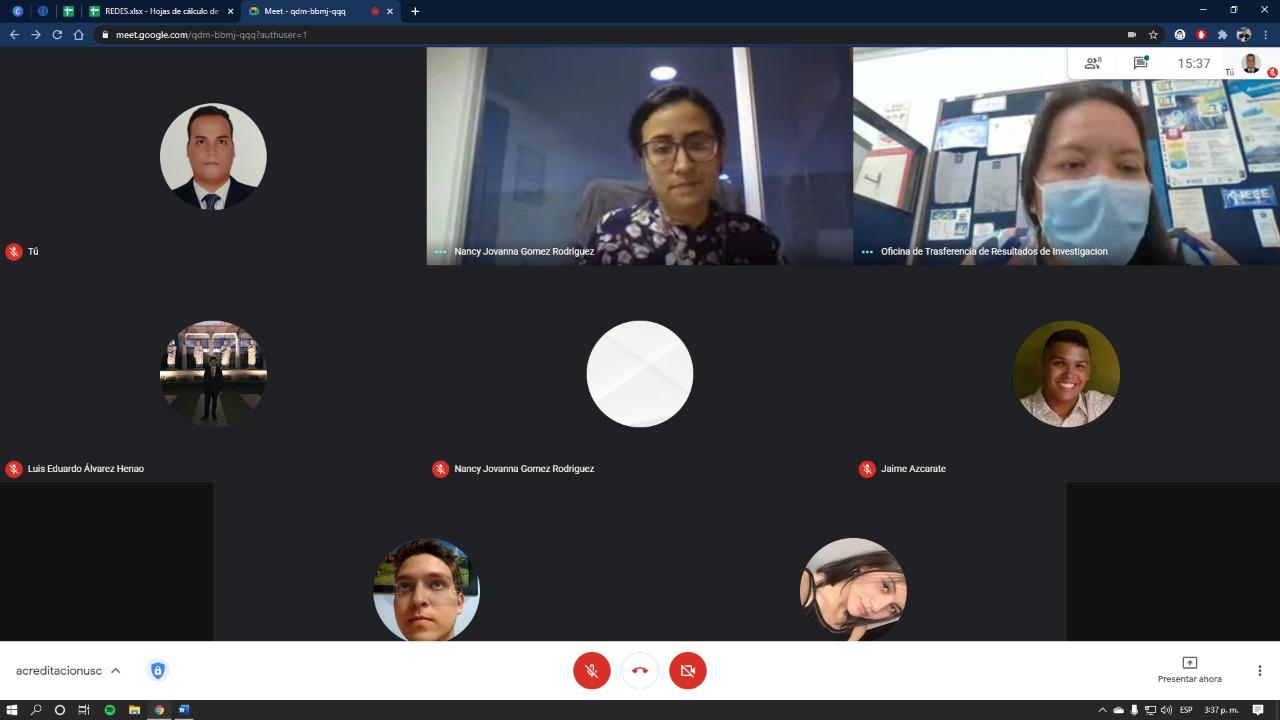 REDES.xlsx - Hojas de cálculo de
Meet - qdm-bbmj-qqq
meet.google.com/qdm-bbmj-qqq?authuser=1
8
15:37
Tú
Tú
Nancy Jovanna Gomez Rodriguez
Oficina de Trasferencia de Resultados de Investigacion
IEEE
Luis Eduardo Álvarez Henao
Nancy Jovanna Gomez Rodriguez
Jaime Azcarate
acreditacionusc
Presentar ahora
ESP
3:37 p. m.